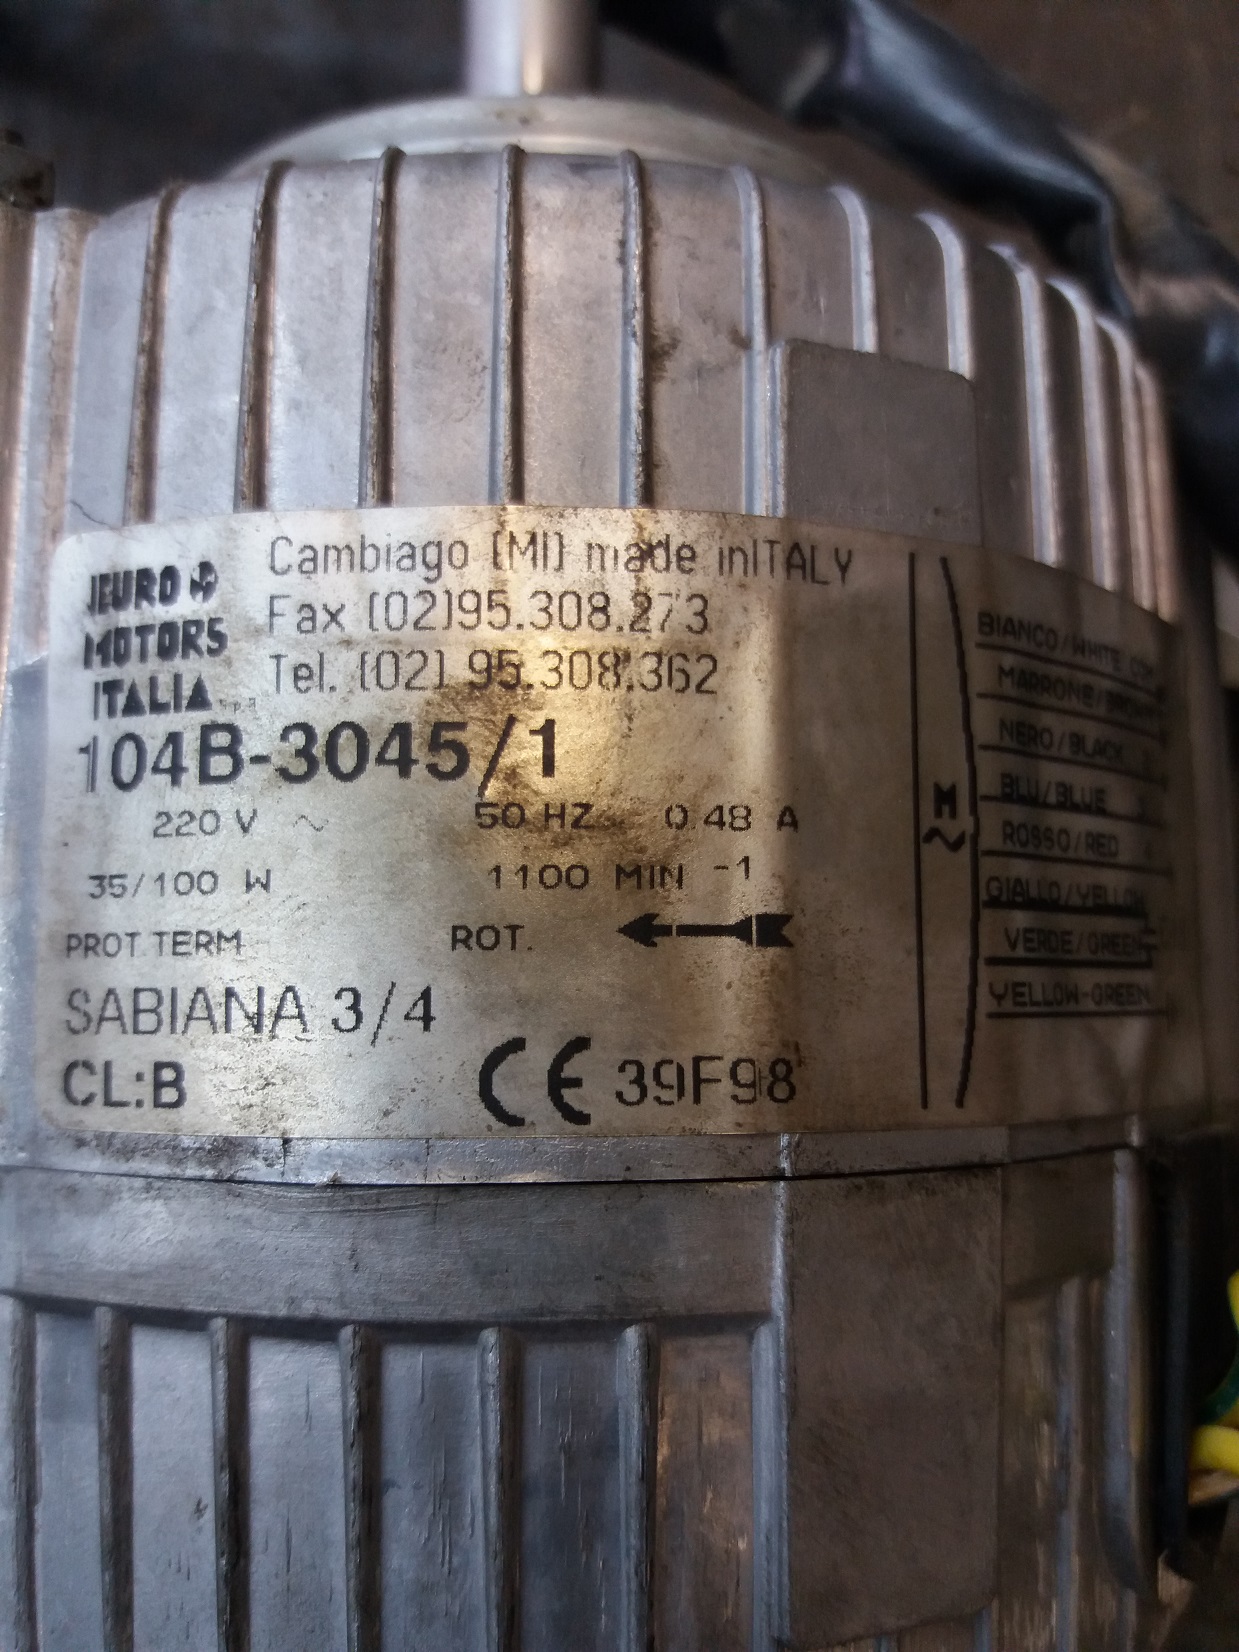 EURO
MOTORS
ITALIA
Cambiago (MI) made inITALY
Fax (02)95.308.273
Tel. (02) 95.308.362
104B-3045/1
220 V ~ 50 HZ 0.48 A
35/100 W 1100 MIN -1
PROT.TERM ROT.
SABIANA 3/4
CL:B CE 39F98
M
~
BIANCO/WHITE COM
MARRONE/BROWN
NERO/BLACK
BLU/BLUE
ROSSO/RED
GIALLO/YELLOW
VERDE/GREEN
YELLOW-GREEN